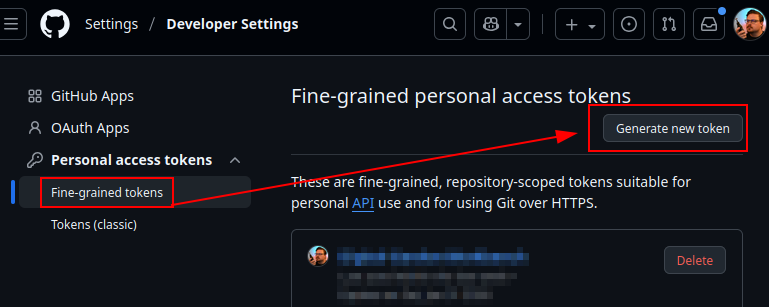 Settings / Developer Settings
GitHub Apps
OAuth Apps
Personal access tokens
Fine-grained tokens
Tokens (classic)
Fine-grained personal access tokens
Generate new token
These are fine-grained, repository-scoped tokens suitable for
personal API use and for using Git over HTTPS.
Delete